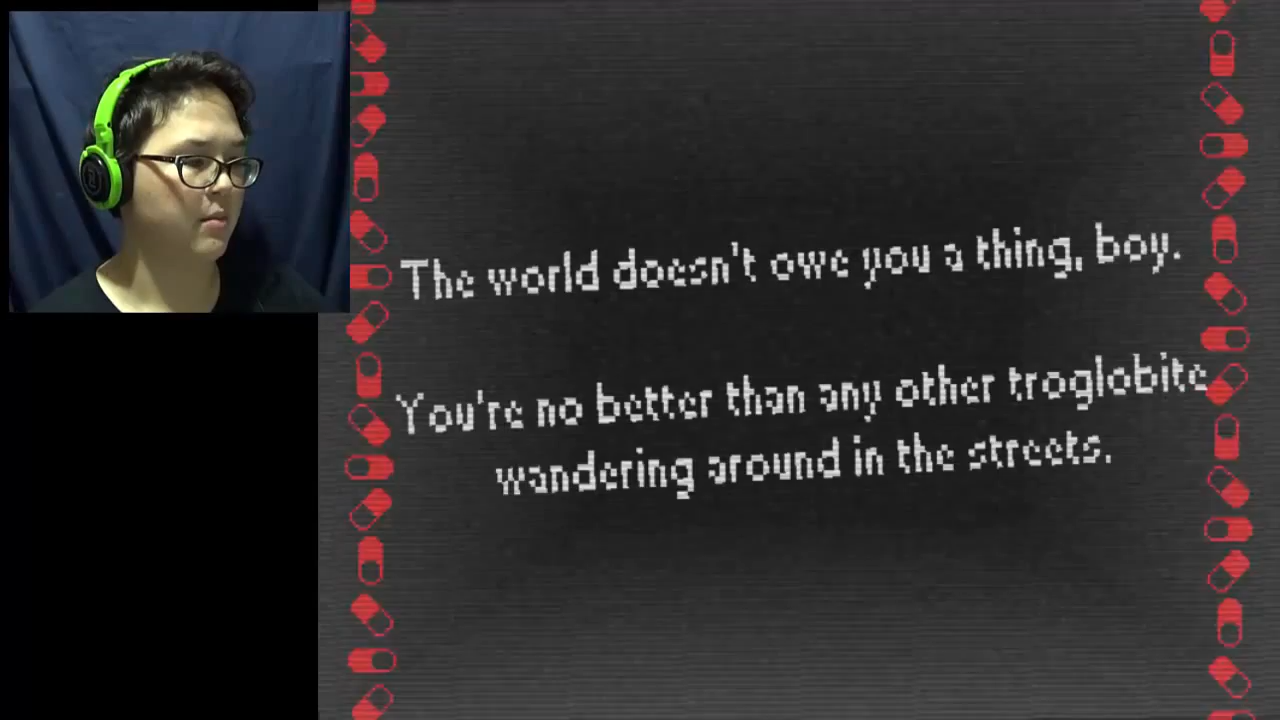 The world doesn't owe you a thing, boy.
You're no better than any other troglobite
wandering around in the streets.